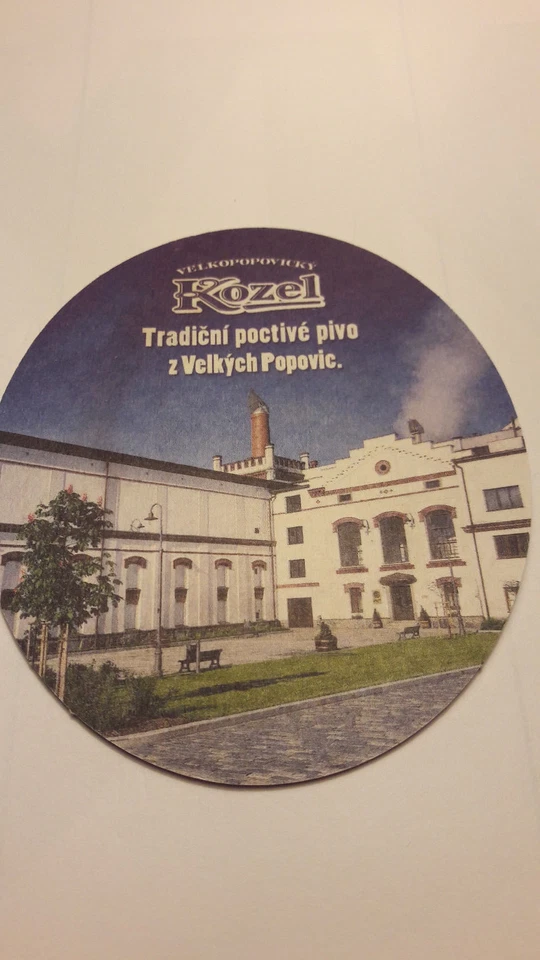 VELKOPOPOVICKÝ
Kozel
Tradiční poctivé pivo
z Velkých Popovic.